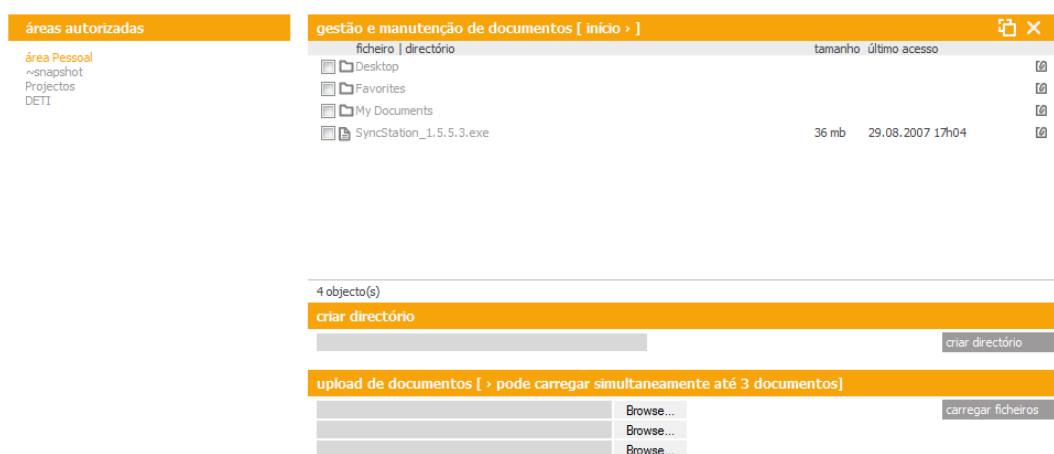 áreas autorizadas
área Pessoal
~snapshot
Projectos
DETI
gestão e manutenção de documentos [ início › ]
ficheiro | directório tamanho último acesso
Desktop
Favorites
My Documents
SyncStation_1.5.5.3.exe 36 mb 29.08.2007 17h04
4 objecto(s)
criar directório
criar directório
upload de documentos [ › pode carregar simultaneamente até 3 documentos]
Browse... carregar ficheiros
Browse...
Browse...